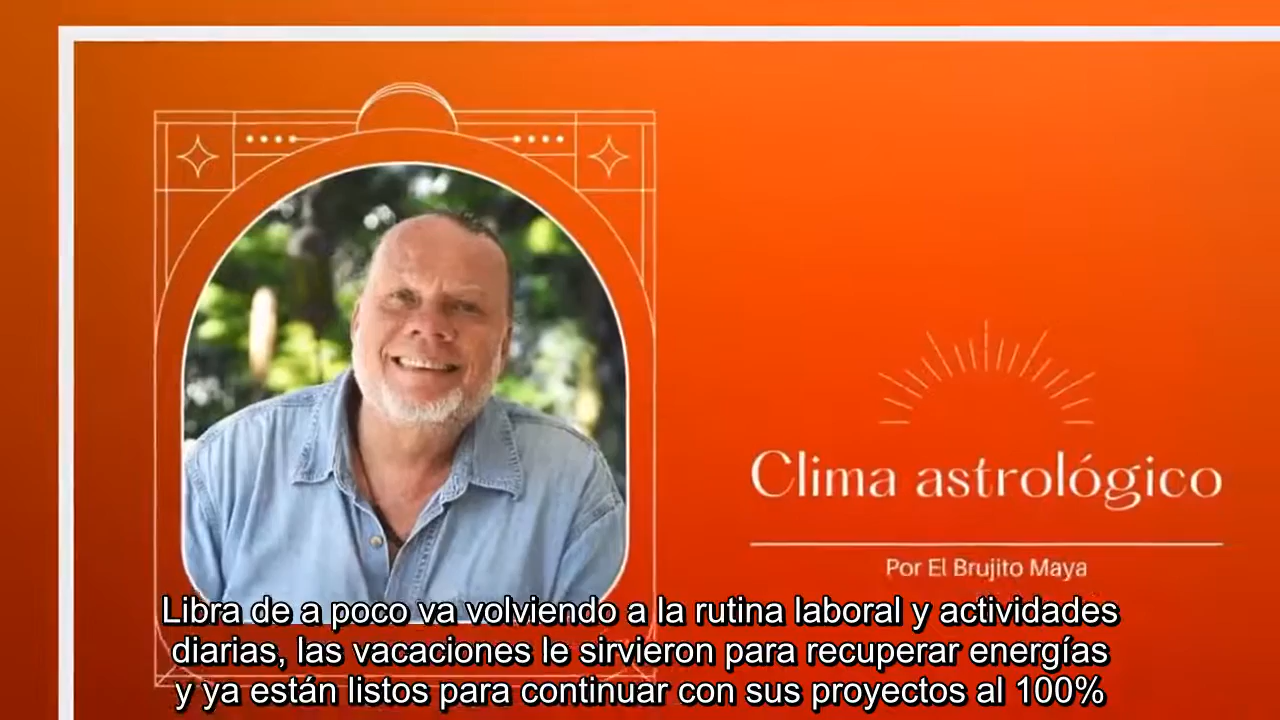 Clima astrológico
Por El Brujito Maya
Libra de a poco va volviendo a la rutina laboral y actividades
diarias, las vacaciones le sirvieron para recuperar energías
y ya están listos para continuar con sus proyectos al 100%